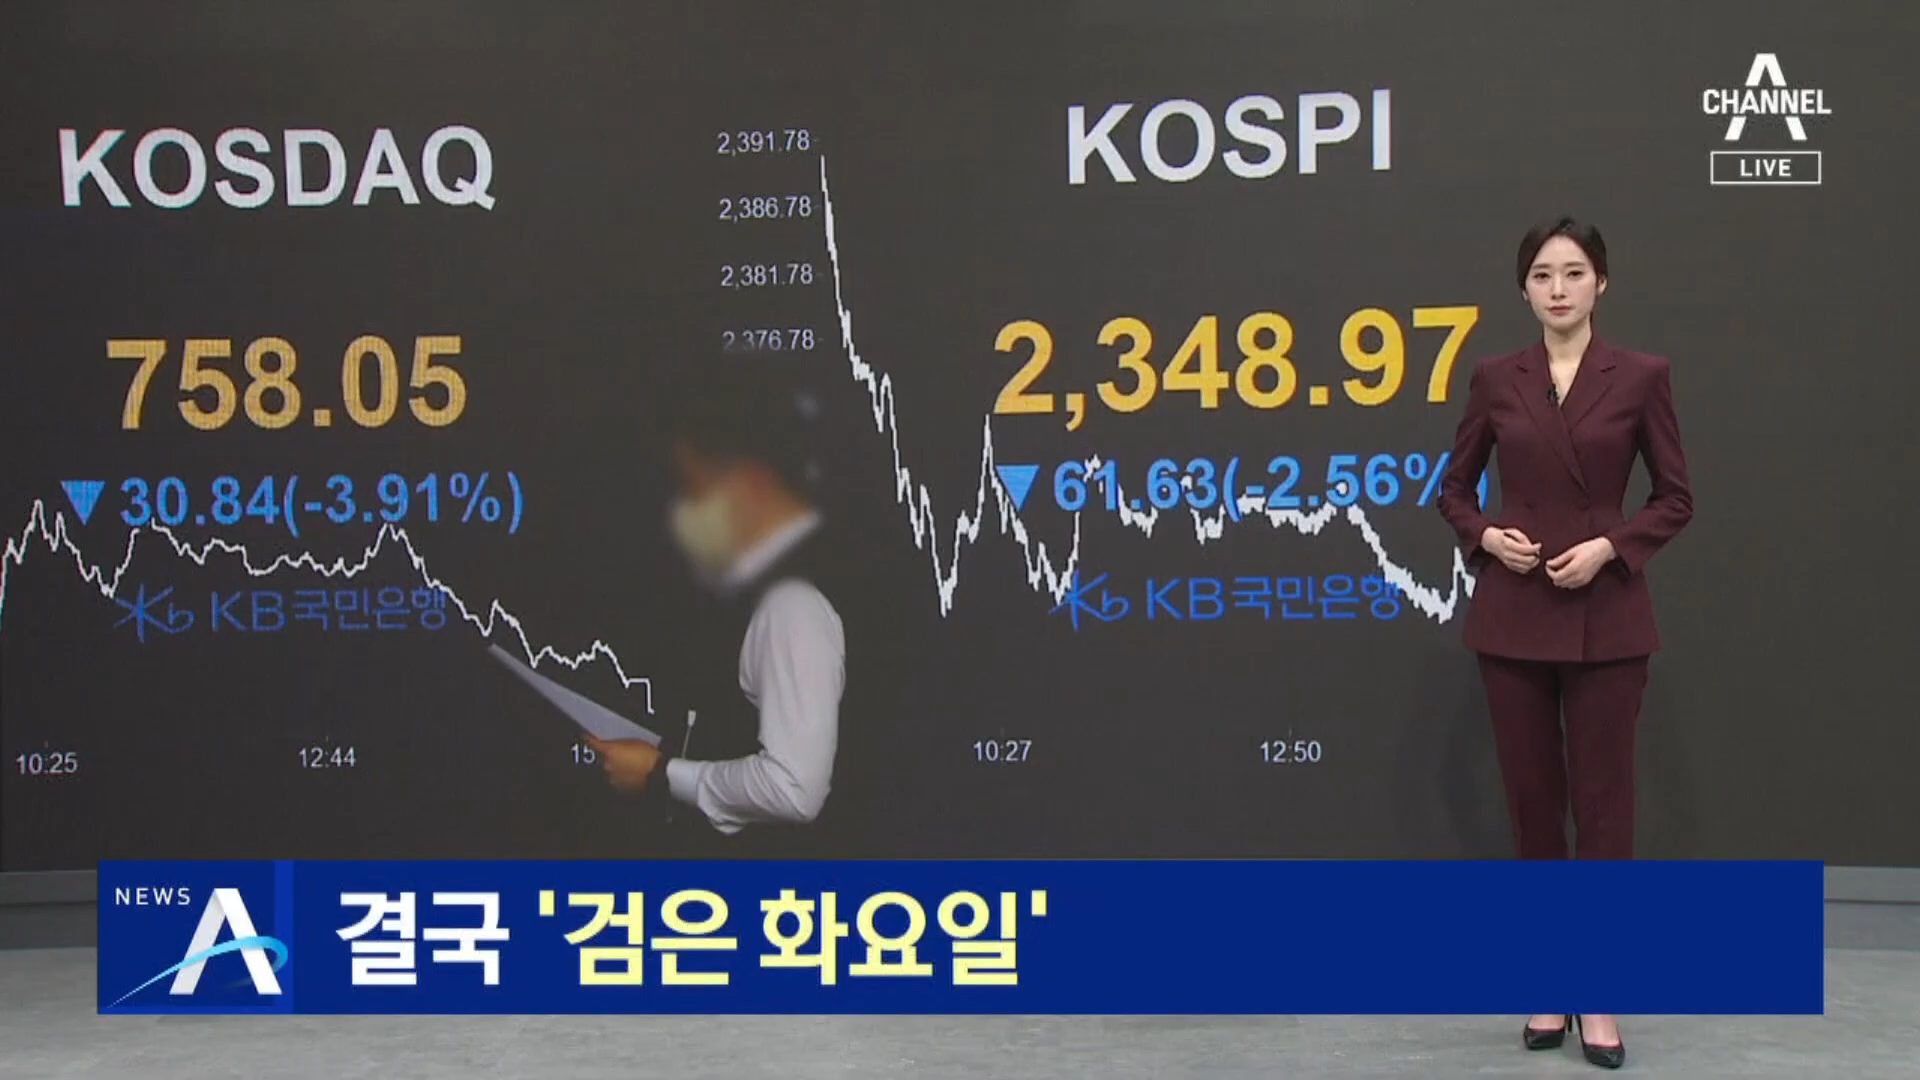 KOSDAQ
758.05
▼30.84(-3.91%)
KB국민은행
10:25
12:44
15
2,391.78
2,386.78
2,381.78
2,376.78
KOSPI
2,348.97
▼61.63(-2.56%)
KB국민은행
10:27
12:50
CHANNEL A
LIVE
NEWS A
결국 '검은 화요일'